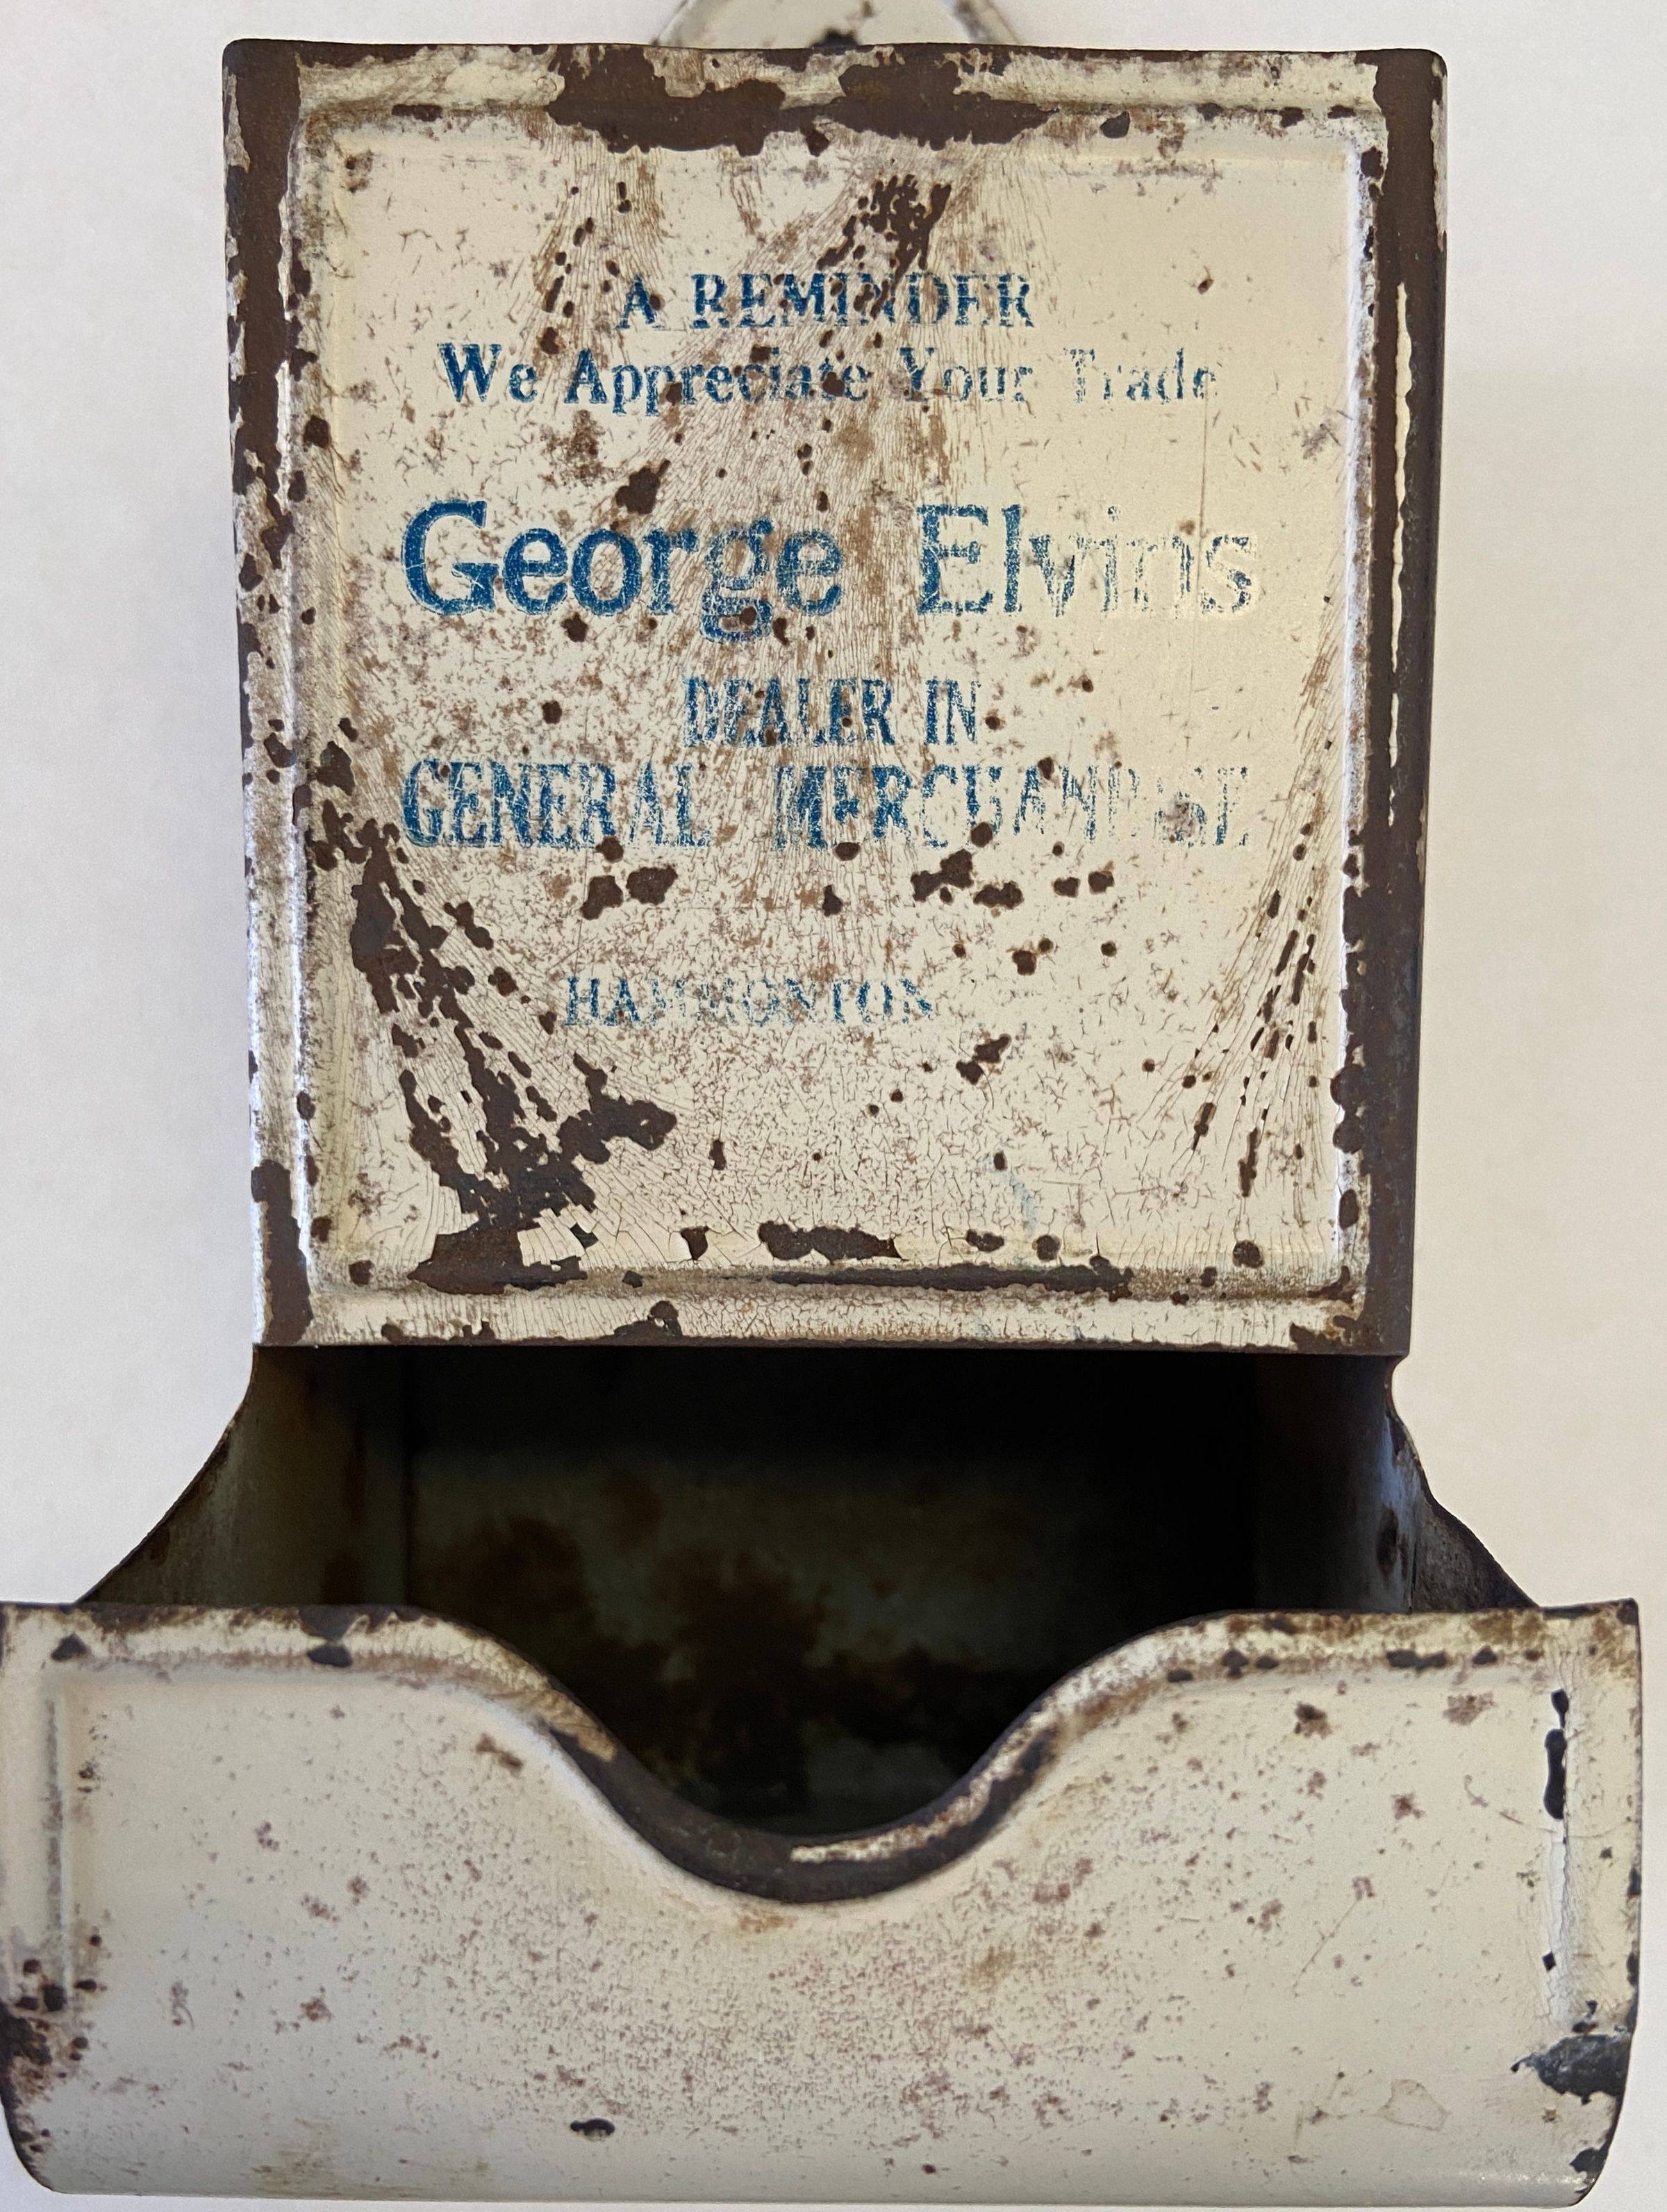 A REMINDER
We Appreciate Your Trade
George Elvins
DEALER IN
GENERAL MERCHANDISE
HAMMONTON